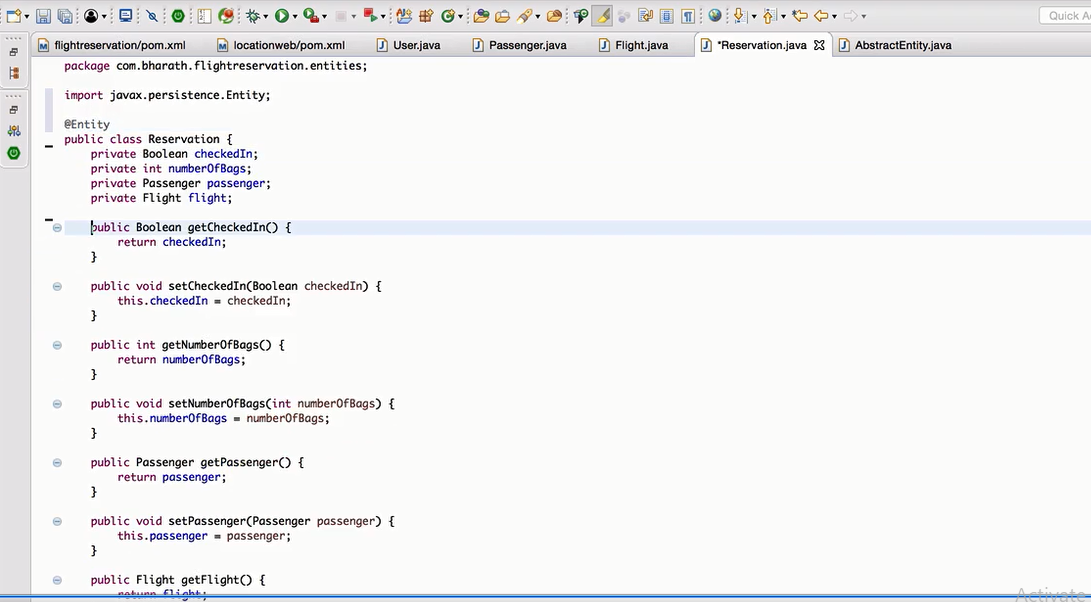 Quick Ac
flightreservation/pom.xml
locationweb/pom.xml
User.java
Passenger.java
Flight.java
*Reservation.java
AbstractEntity.java
package com.bharath.flightreservation.entities;
import javax.persistence.Entity;
@Entity
public class Reservation {
private Boolean checkedIn;
private int numberOfBags;
private Passenger passenger;
private Flight flight;
public Boolean getCheckedIn() {
return checkedIn;
}
public void setCheckedIn(Boolean checkedIn) {
this.checkedIn = checkedIn;
}
public int getNumberOfBags() {
return numberOfBags;
}
public void setNumberOfBags(int numberOfBags) {
this.numberOfBags = numberOfBags;
}
public Passenger getPassenger() {
return passenger;
}
public void setPassenger(Passenger passenger) {
this.passenger = passenger;
}
public Flight getFlight() {
return flight;
Activate